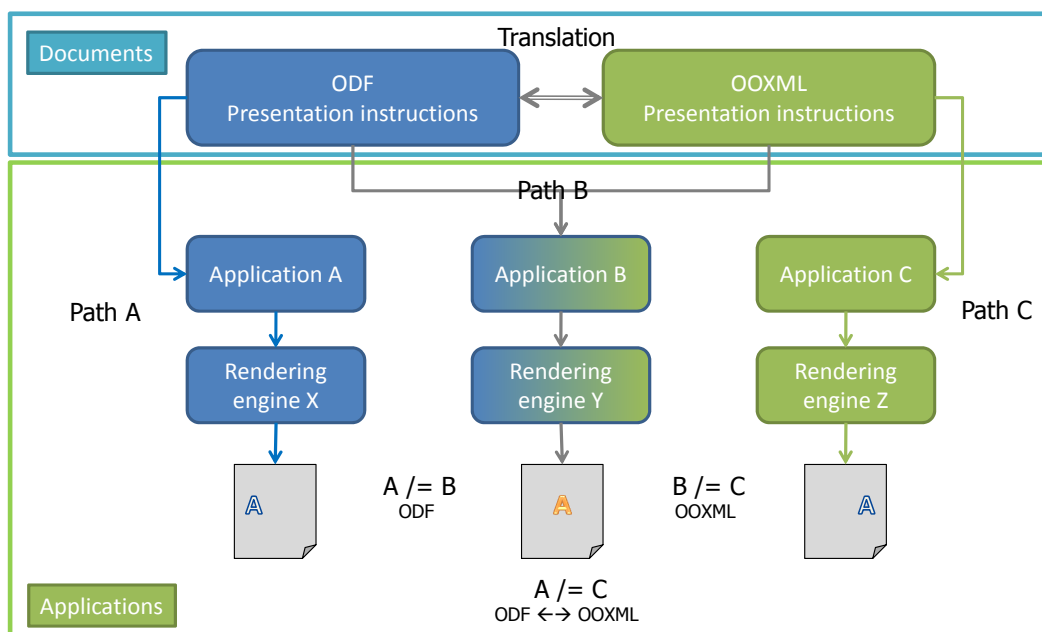 Documents
Translation
ODF
Presentation instructions
OOXML
Presentation instructions
Path B
Application A
Application B
Application C
Path A
Path C
Rendering
engine X
Rendering
engine Y
Rendering
engine Z
A
A /= B
ODF
A
B /= C
OOXML
A
A /= C
ODF ←→ OOXML
Applications